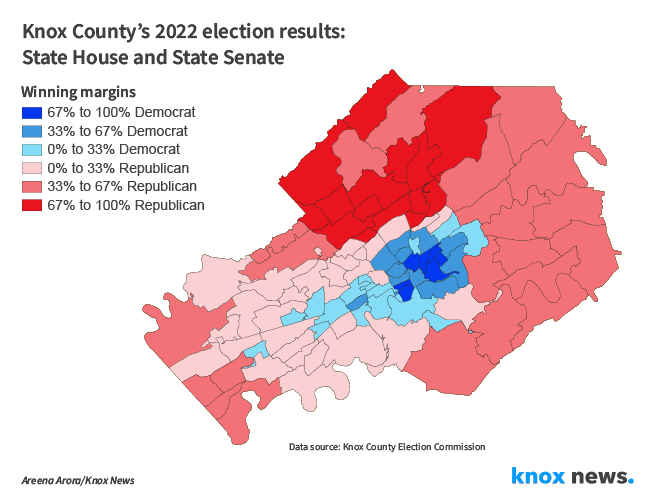 Knox County’s 2022 election results:
State House and State Senate
Winning margins
67% to 100% Democrat
33% to 67% Democrat
0% to 33% Democrat
0% to 33% Republican
33% to 67% Republican
67% to 100% Republican
Data source: Knox County Election Commission
Areena Arora/Knox News
knox news.